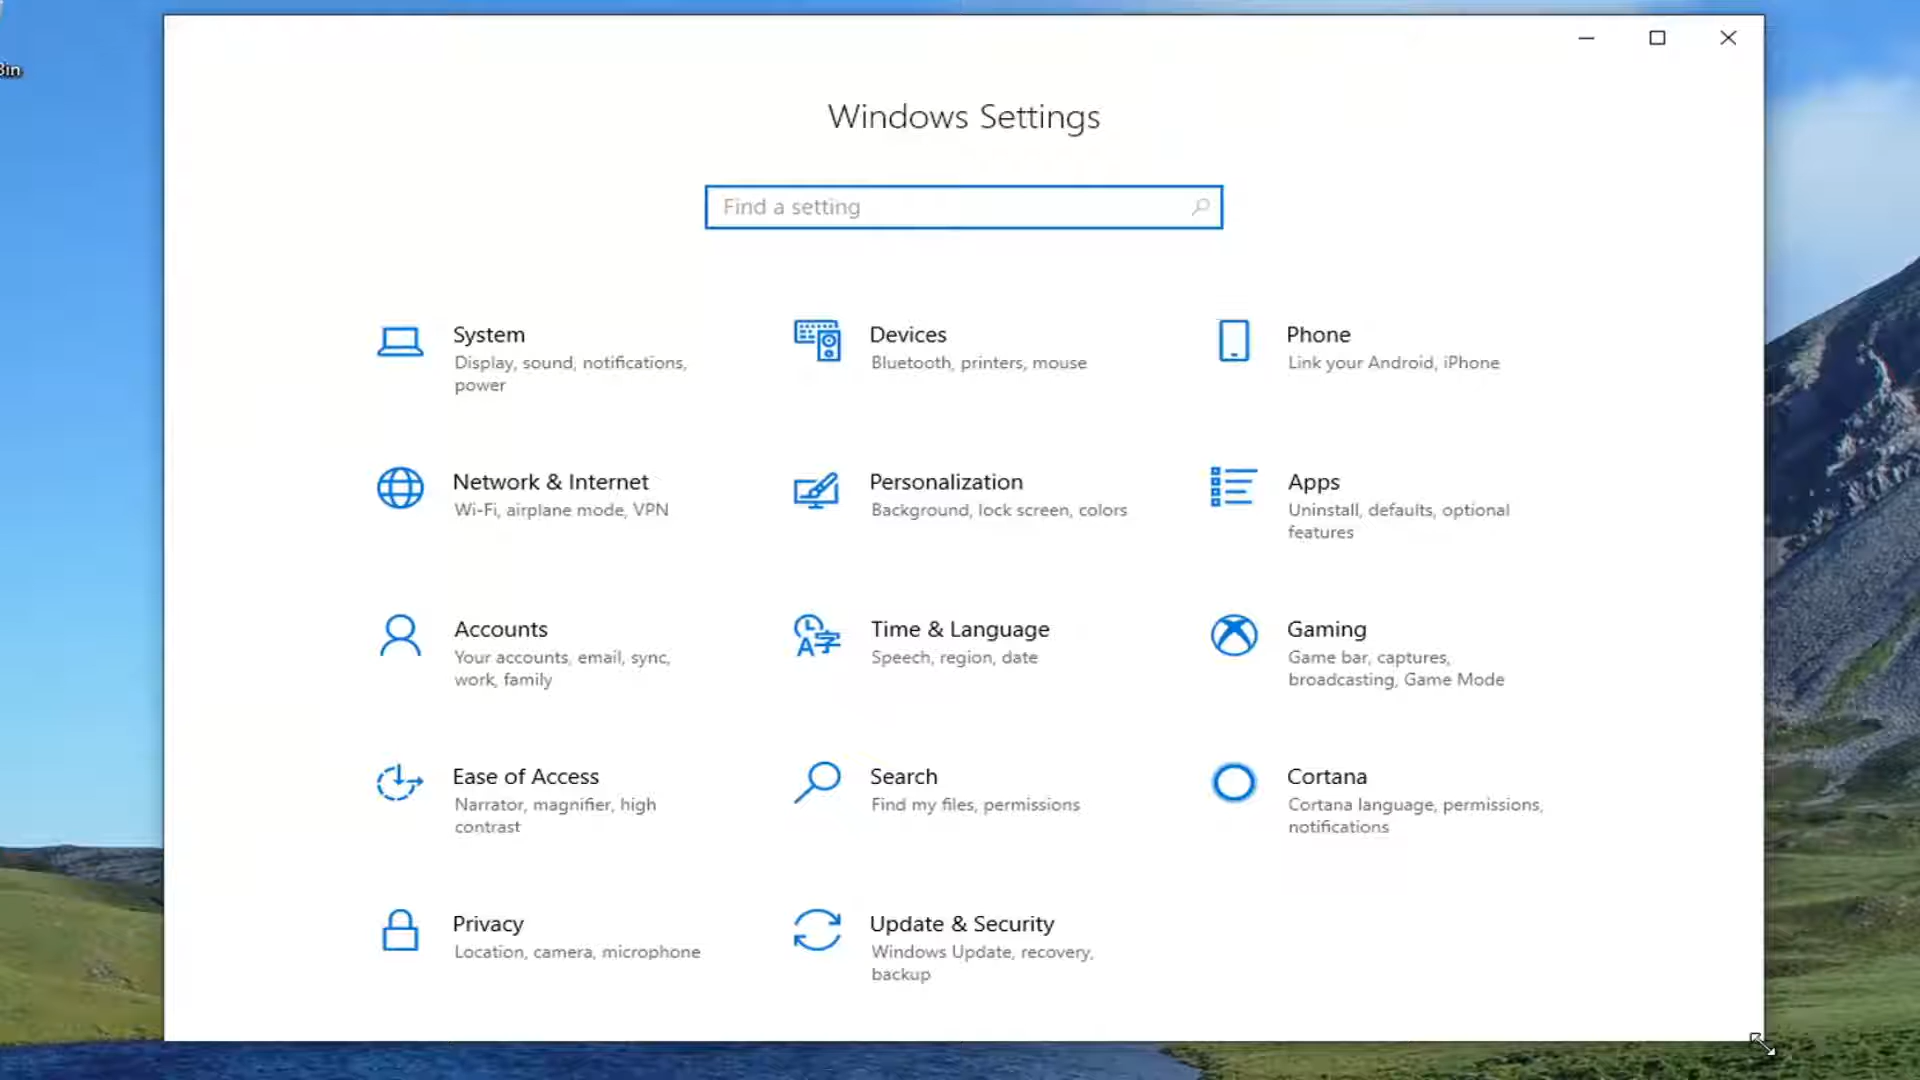 Bin
Windows Settings
Find a setting
System
Display, sound, notifications,
power
Devices
Bluetooth, printers, mouse
Phone
Link your Android, iPhone
Network & Internet
Wi-Fi, airplane mode, VPN
Personalization
Background, lock screen, colors
Apps
Uninstall, defaults, optional
features
Accounts
Your accounts, email, sync,
work, family
Time & Language
Speech, region, date
Gaming
Game bar, captures,
broadcasting, Game Mode
Ease of Access
Narrator, magnifier, high
contrast
Search
Find my files, permissions
Cortana
Cortana language, permissions,
notifications
Privacy
Location, camera, microphone
Update & Security
Windows Update, recovery,
backup